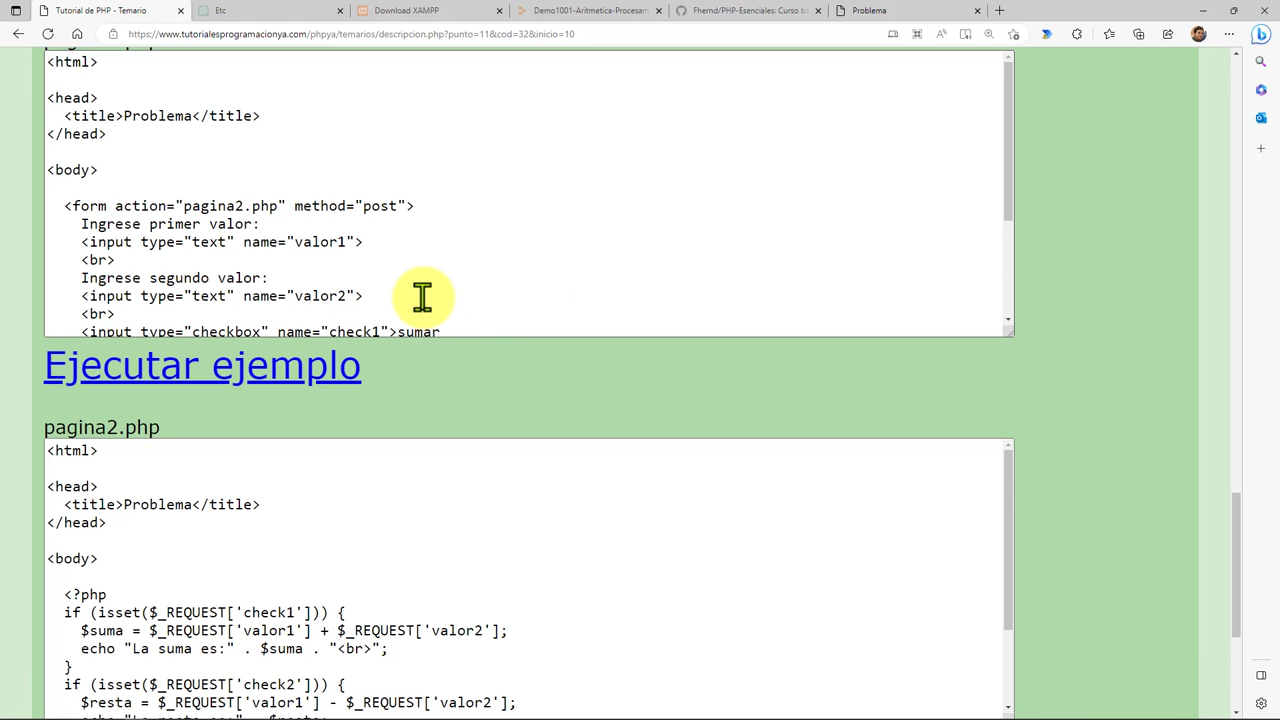 Tutorial de PHP - Temario
Etc
Download XAMPP
Demo1001-Aritmetica-Procesam
Fhernd/PHP-Esenciales: Curso ba
Problema
https://www.tutorialesprogramacionya.com/phpya/temarios/descripcion.php?punto=11&cod=32&inicio=10
<html>
<head>
<title>Problema</title>
</head>
<body>
<form action="pagina2.php" method="post">
Ingrese primer valor:
<input type="text" name="valor1">
<br>
Ingrese segundo valor:
<input type="text" name="valor2">
<br>
<input type="checkbox" name="check1">sumar
Ejecutar ejemplo
pagina2.php
<html>
<head>
<title>Problema</title>
</head>
<body>
<?php
if (isset($_REQUEST['check1'])) {
$suma = $_REQUEST['valor1'] + $_REQUEST['valor2'];
echo "La suma es:" . $suma . "<br>";
}
if (isset($_REQUEST['check2'])) {
$resta = $_REQUEST['valor1'] - $_REQUEST['valor2'];